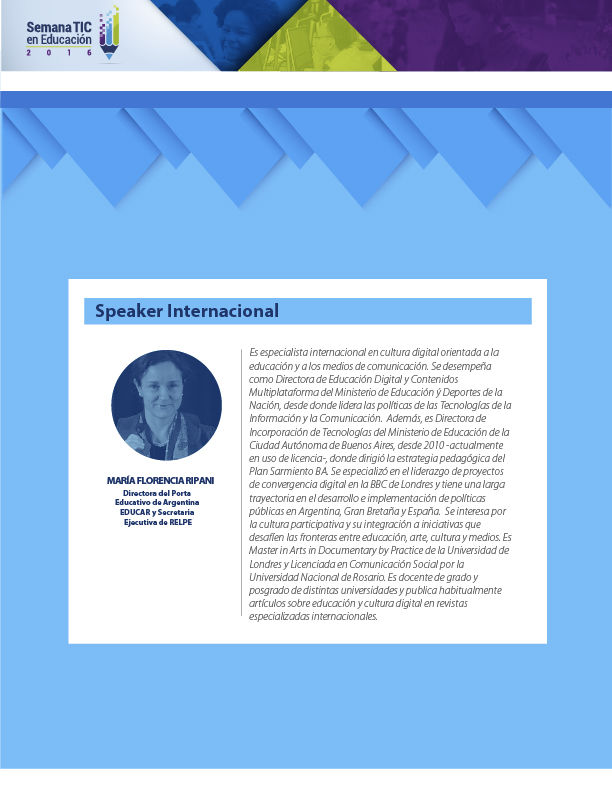 Semana TIC
en Educación
2 0 1 6
Speaker Internacional
MARÍA FLORENCIA RIPANI
Directora del Porta
Educativo de Argentina
EDUCAR y Secretaria
Ejecutiva de RELPE
Es especialista internacional en cultura digital orientada a la
educación y a los medios de comunicación. Se desempeña
como Directora de Educación Digital y Contenidos
Multiplataforma del Ministerio de Educación ý Deportes de la
Nación, desde donde lidera las políticas de las Tecnologías de la
Información y la Comunicación.  Además, es Directora de
Incorporación de Tecnologías del Ministerio de Educación de la
Ciudad Autónoma de Buenos Aires, desde 2010 -actualmente
en uso de licencia-, donde dirigió la estrategia pedagógica del
Plan Sarmiento BA. Se especializó en el liderazgo de proyectos
de convergencia digital en la BBC de Londres y tiene una larga
trayectoria en el desarrollo e implementación de políticas
públicas en Argentina, Gran Bretaña y España.  Se interesa por
la cultura participativa y su integración a iniciativas que
desafíen las fronteras entre educación, arte, cultura y medios. Es
Master in Arts in Documentary by Practice de la Universidad de
Londres y Licenciada en Comunicación Social por la
Universidad Nacional de Rosario. Es docente de grado y
posgrado de distintas universidades y publica habitualmente
artículos sobre educación y cultura digital en revistas
especializadas internacionales.